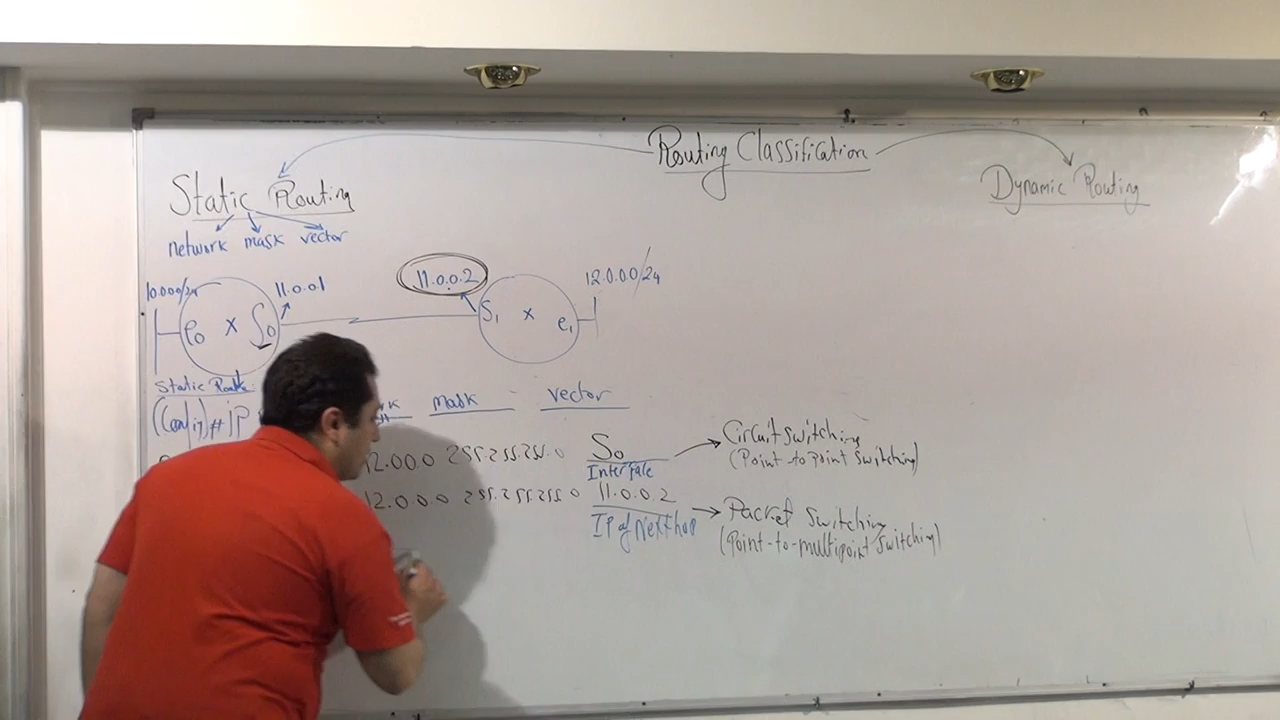 Routing Classification
Static Routing
Dynamic Routing
network mask vector
10.0.0.0/24
11.0.0.1
11.0.0.2
12.0.0.0/24
e0 x S0
S1 x e1
Static Route:
(Config)# ip
mask vector
12.0.0.0 255.255.255.0 S0
Interface
Circuit Switching
(Point-to-point switching)
12.0.0.0 255.255.255.0 11.0.0.2
IP of Next hop
Packet Switching
(Point-to-multipoint switching)